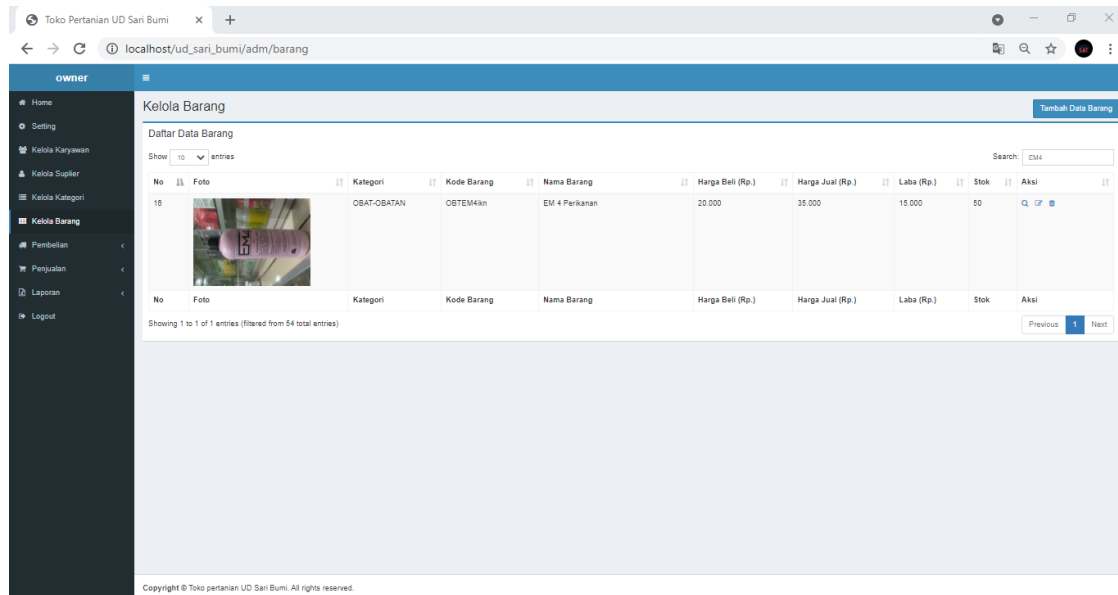 Toko Pertanian UD Sari Bumi
localhost/ud_sari_bumi/adm/barang
owner
Home
Setting
Kelola Karyawan
Kelola Suplier
Kelola Kategori
Kelola Barang
Pembelian
Penjualan
Laporan
Logout
Kelola Barang
Tambah Data Barang
Daftar Data Barang
Show 10 entries
Search: EM4
No Foto Kategori Kode Barang Nama Barang Harga Beli (Rp.) Harga Jual (Rp.) Laba (Rp.) Stok Aksi
16 OBAT-OBATAN OBTEM4ikn EM 4 Perikanan 20.000 35.000 15.000 50
EM4
No Foto Kategori Kode Barang Nama Barang Harga Beli (Rp.) Harga Jual (Rp.) Laba (Rp.) Stok Aksi
Showing 1 to 1 of 1 entries (filtered from 54 total entries)
Previous 1 Next
Copyright © Toko pertanian UD Sari Bumi. All rights reserved.